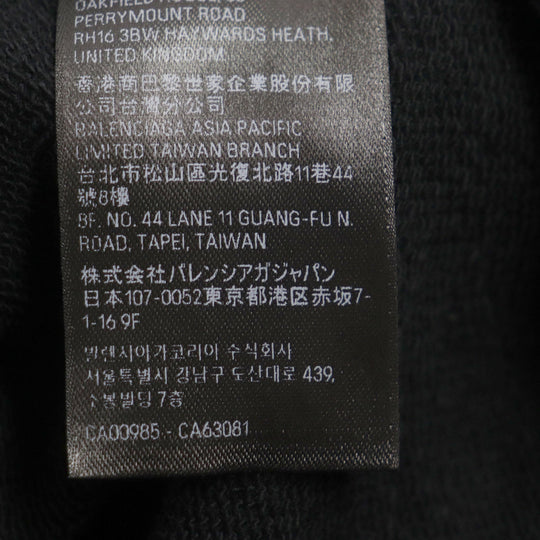 OAKFIELD HOUSE, 35
PERRYMOUNT ROAD
RH16 3BW HAYWARDS HEATH,
UNITED KINGDOM
香港商巴黎世家企業股份有限
公司台灣分公司
BALENCIAGA ASIA PACIFIC
LIMITED TAIWAN BRANCH
台北市松山區光復北路11巷44
號8樓
8F. NO. 44 LANE 11 GUANG-FU N.
ROAD, TAPEI, TAIWAN
株式会社バレンシアガジャパン
日本107-0052東京都港区赤坂7-
1-16 9F
발렌시아가코리아 주식회사
서울특별시 강남구 도산대로 439,
수봉빌딩 7층
CA00985 - CA63081